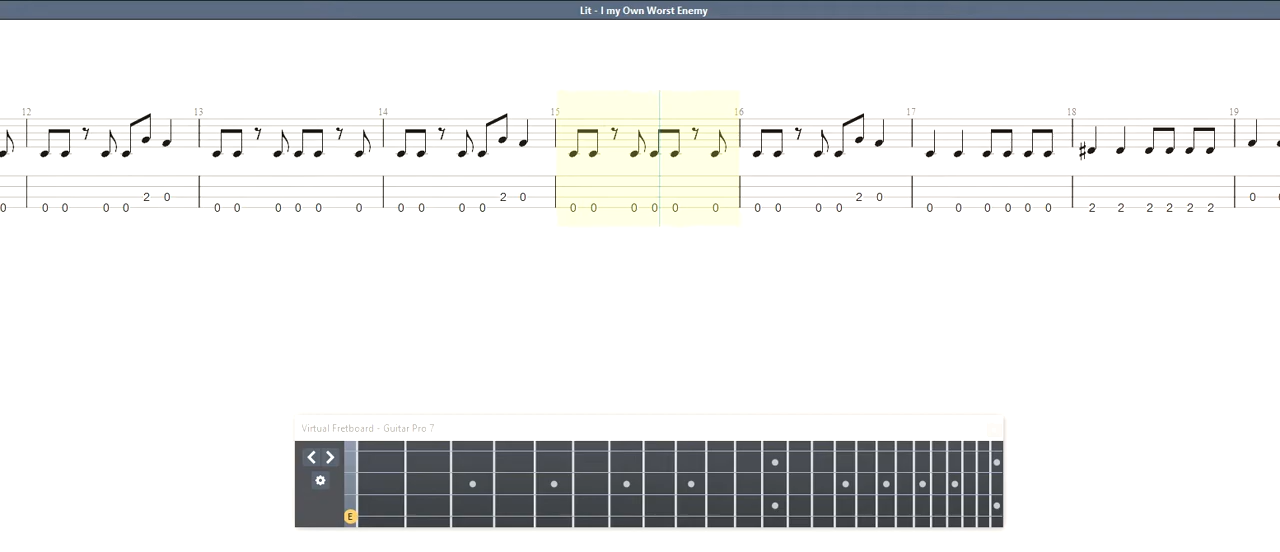 Lit - I my Own Worst Enemy
12 13 14 15 16 17 18 19
2 0 2 0 2 0 0
0 0 0 0 0 0 0 0 0 0 0 0 0 0 0 0 0 0 0 0 0 0 0 0 0 0 0 0 0 0 2 2 2 2 2 2
Virtual Fretboard - Guitar Pro 7
E